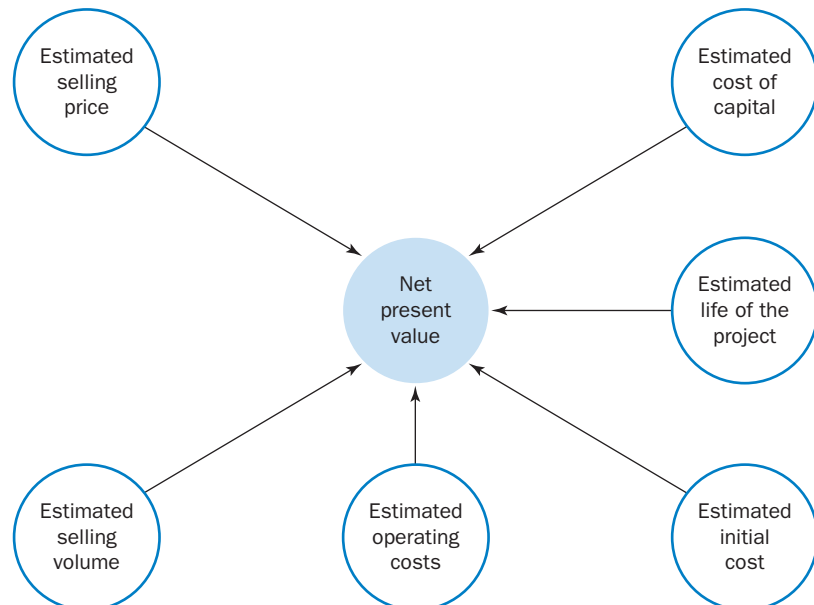 Estimated
selling
price
Estimated
cost of
capital
Net
present
value
Estimated
life of the
project
Estimated
selling
volume
Estimated
operating
costs
Estimated
initial
cost